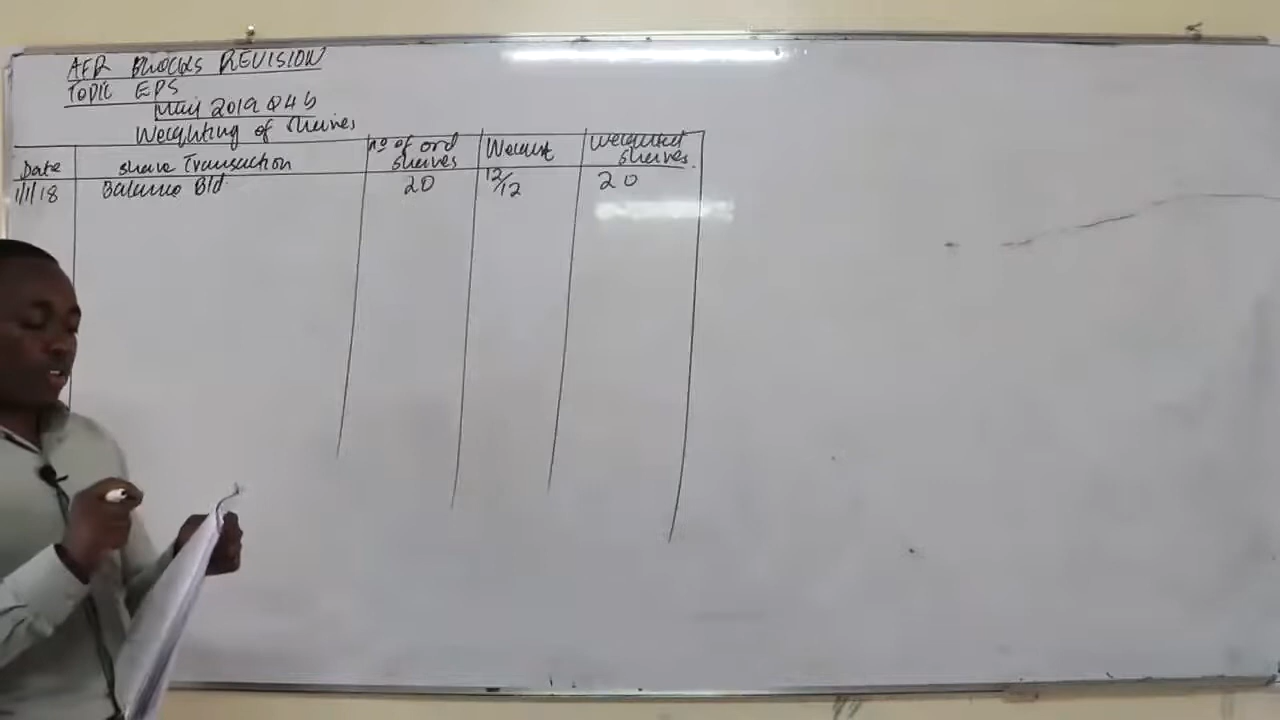 AFR BLOCKS REVISION
TOPIC EPS
May 2019 Q4 b
Weighting of shares
Date share Transaction no of ord shares Weight weighted shares
1/1/18 Balance Bld 20 12/12 20